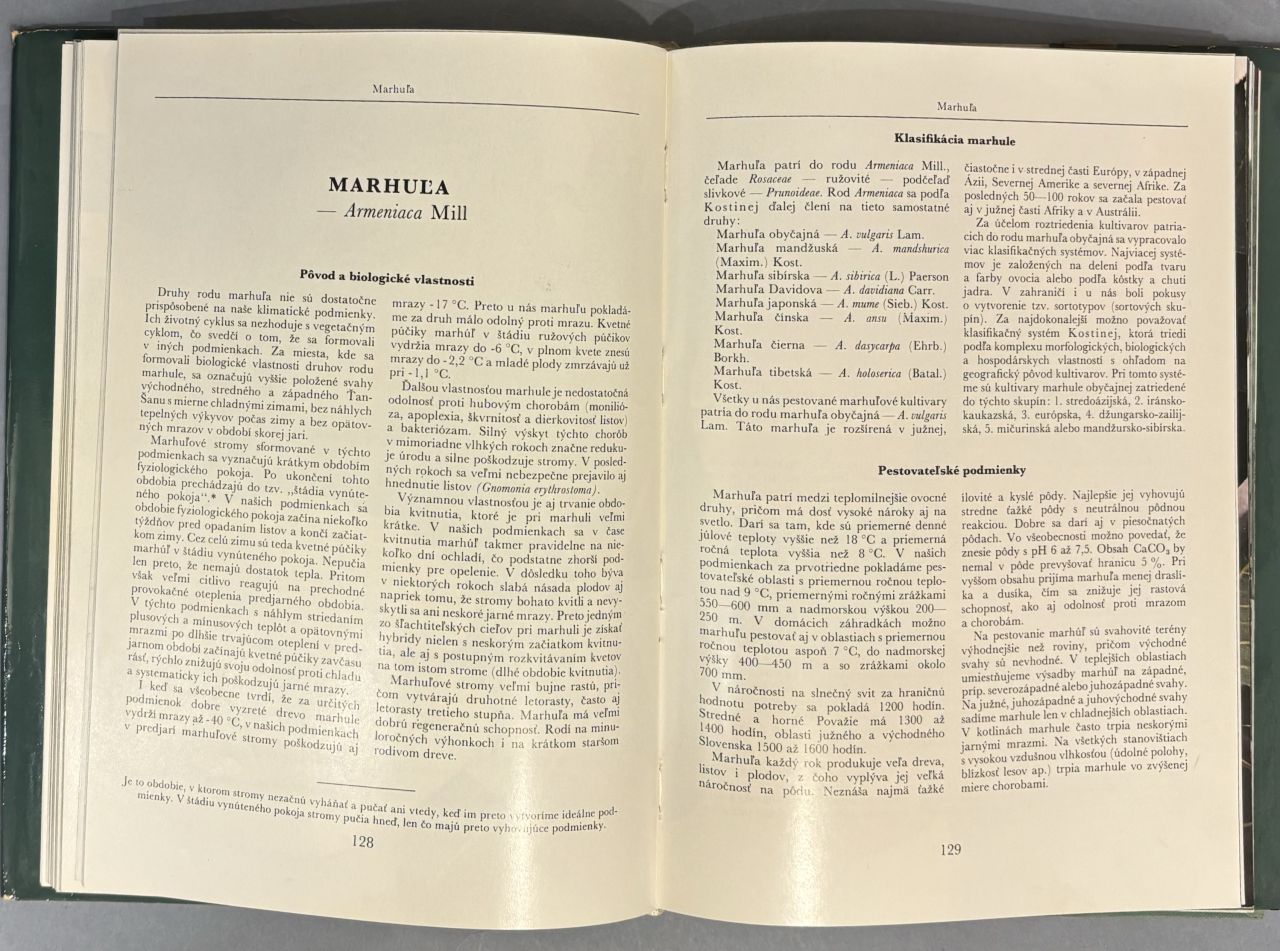 Marhuľa
MARHUĽA
— Armeniaca Mill
Pôvod a biologické vlastnosti
Druhy rodu marhuľa nie sú dostatočne
prispôsobené na naše klimatické podmienky.
Ich životný cyklus sa nezhoduje s vegetačným
cyklom, čo svedčí o tom, že sa formovali
v iných podmienkach. Za miesta, kde sa
formovali biologické vlastnosti druhov rodu
marhule, sa označujú vyššie položené svahy
východného, stredného a západného Ťan-
Šanu s mierne chladnými zimami, bez náhlych
tepelných výkyvov počas zimy a bez opätov-
ných mrazov v období skorej jari.
Marhuľové stromy sformované v týchto
podmienkach sa vyznačujú krátkym obdobím
fyziologického pokoja. Po ukončení tohto
obdobia prechádzajú do tzv. „štádia vynúte-
ného pokoja“.* V našich podmienkach sa
obdobie fyziologického pokoja začína niekoľko
týždňov pred opadaním listov a končí začiat-
kom zimy. Cez celú zimu sú teda kvetné púčiky
marhúľ v štádiu vynúteného pokoja. Nepučia
len preto, že nemajú dostatok tepla. Pritom
však veľmi citlivo reagujú na prechodné
provokačné oteplenia predjarného obdobia.
V týchto podmienkach s náhlym striedaním
plusových a mínusových teplôt a opätovnými
mrazmi po dlhšie trvajúcom oteplení v pred-
jarnom období začínajú kvetné púčiky zavčasu
rásť, rýchlo znižujú svoju odolnosť proti chladu
a systematicky ich poškodzujú jarné mrazy.
I keď sa všeobecne tvrdí, že za určitých
podmienok dobre vyzreté drevo marhule
vydrží mrazy až -40 °C, v našich podmienkach
v predjarí marhuľové stromy poškodzujú aj
mrazy -17 °C. Preto u nás marhuľu pokladá-
me za druh málo odolný proti mrazu. Kvetné
púčiky marhúľ v štádiu ružových púčikov
vydržia mrazy do -6 °C, v plnom kvete znesú
mrazy do -2,2 °C a mladé plody zmrzávajú už
pri -1,1 °C.
Ďalšou vlastnosťou marhule je nedostatočná
odolnosť proti hubovým chorobám (monilió-
za, apoplexia, škvrnitosť a dierkovitosť listov)
a bakteriózam. Silný výskyt týchto chorôb
v mimoriadne vlhkých rokoch značne reduku-
je úrodu a silne poškodzuje stromy. V posled-
ných rokoch sa veľmi nebezpečne prejavilo aj
hnednutie listov (Gnomonia erythrostoma).
Významnou vlastnosťou je aj trvanie obdo-
bia kvitnutia, ktoré je pri marhuli veľmi
krátke. V našich podmienkach sa v čase
kvitnutia marhúľ takmer pravidelne na nie-
koľko dní ochladí, čo podstatne zhorší pod-
mienky pre opelenie. V dôsledku toho býva
v niektorých rokoch slabá násada plodov aj
napriek tomu, že stromy bohato kvitli a nevy-
skytli sa ani neskoré jarné mrazy. Preto jedným
zo šľachtiteľských cieľov pri marhuli je získať
hybridy nielen s neskorým začiatkom kvitnu-
tia, ale aj s postupným rozkvitávaním kvetov
na tom istom strome (dlhé obdobie kvitnutia).
Marhuľové stromy veľmi bujne rastú, pri-
čom vytvárajú druhotné letorasty, často aj
letorasty tretieho stupňa. Marhuľa má veľmi
dobrú regeneračnú schopnosť. Rodí na minu-
loročných výhonkoch i na krátkom staršom
rodivom dreve.
Je to obdobie, v ktorom stromy nezačnú vyháňať a pučať ani vtedy, keď im preto vytvoríme ideálne pod-
mienky. V štádiu vynúteného pokoja stromy pučia hneď, len čo majú preto vyhovujúce podmienky.
128
Marhuľa
Klasifikácia marhule
Marhuľa patrí do rodu Armeniaca Mill.,
čeľade Rosaceae — ružovité — podčeľaď
slivkové — Prunoideae. Rod Armeniaca sa podľa
Kostinej ďalej člení na tieto samostatné
druhy:
Marhuľa obyčajná — A. vulgaris Lam.
Marhuľa mandžuská — A. mandshurica
(Maxim.) Kost.
Marhuľa sibírska — A. sibirica (L.) Paerson
Marhuľa Davidova — A. davidiana Carr.
Marhuľa japonská — A. mume (Sieb.) Kost.
Marhuľa čínska — A. ansu (Maxim.)
Kost.
Marhuľa čierna — A. dasycarpa (Ehrb.)
Borkh.
Marhuľa tibetská — A. holoserica (Batal.)
Kost.
Všetky u nás pestované marhuľové kultivary
patria do rodu marhuľa obyčajná — A. vulgaris
Lam. Táto marhuľa je rozšírená v južnej,
čiastočne i v strednej časti Európy, v západnej
Ázii, Severnej Amerike a severnej Afrike. Za
posledných 50—100 rokov sa začala pestovať
aj v južnej časti Afriky a v Austrálii.
Za účelom roztriedenia kultivarov patria-
cich do rodu marhuľa obyčajná sa vypracovalo
viac klasifikačných systémov. Najviacej systé-
mov je založených na delení podľa tvaru
a farby ovocia alebo podľa kôstky a chuti
jadra. V zahraničí i u nás boli pokusy
o vytvorenie tzv. sortotypov (sortových sku-
pín). Za najdokonalejší možno považovať
klasifikačný systém Kostinej, ktorá triedi
podľa komplexu morfologických, biologických
a hospodárskych vlastností s ohľadom na
geografický pôvod kultivarov. Pri tomto systé-
me sú kultivary marhule obyčajnej zatriedené
do týchto skupín: 1. stredoázijská, 2. iránsko-
kaukazská, 3. európska, 4. džungarsko-zailij-
ská, 5. mičurinská alebo mandžursko-sibírska.
Pestovateľské podmienky
Marhuľa patrí medzi teplomilnejšie ovocné
druhy, pričom má dosť vysoké nároky aj na
svetlo. Darí sa tam, kde sú priemerné denné
júlové teploty vyššie než 18 °C a priemerná
ročná teplota vyššia než 8 °C. V našich
podmienkach za prvotriedne pokladáme pes-
tovateľské oblasti s priemernou ročnou teplo-
tou nad 9 °C, priemernými ročnými zrážkami
550—600 mm a nadmorskou výškou 200—
250 m. V domácich záhradkách možno
marhuľu pestovať aj v oblastiach s priemernou
ročnou teplotou aspoň 7 °C, do nadmorskej
výšky 400—450 m a so zrážkami okolo
700 mm.
V náročnosti na slnečný svit za hraničnú
hodnotu potreby sa pokladá 1200 hodín.
Stredné a horné Považie má 1300 až
1400 hodín, oblasti južného a východného
Slovenska 1500 až 1600 hodín.
Marhuľa každý rok produkuje veľa dreva,
listov i plodov, z čoho vyplýva jej veľká
náročnosť na pôdu. Neznáša najmä ťažké
ílovité a kyslé pôdy. Najlepšie jej vyhovujú
stredne ťažké pôdy s neutrálnou pôdnou
reakciou. Dobre sa darí aj v piesočnatých
pôdach. Vo všeobecnosti možno povedať, že
znesie pôdy s pH 6 až 7,5. Obsah CaCO₃ by
nemal v pôde prevyšovať hranicu 5 %. Pri
vyššom obsahu prijíma marhuľa menej draslí-
ka a dusíka, čím sa znižuje jej rastová
schopnosť, ako aj odolnosť proti mrazom
a chorobám.
Na pestovanie marhúľ sú svahovité terény
výhodnejšie než roviny, pričom východné
svahy sú nevhodné. V teplejších oblastiach
umiestňujeme výsadby marhúľ na západné,
príp. severozápadné alebo juhozápadné svahy.
Na južné, juhozápadné a juhovýchodné svahy
sadíme marhule len v chladnejších oblastiach.
V kotlinách marhule často trpia neskorými
jarnými mrazmi. Na všetkých stanovištiach
s vysokou vzdušnou vlhkosťou (údolné polohy,
blízkosť lesov ap.) trpia marhule vo zvýšenej
miere chorobami.
129